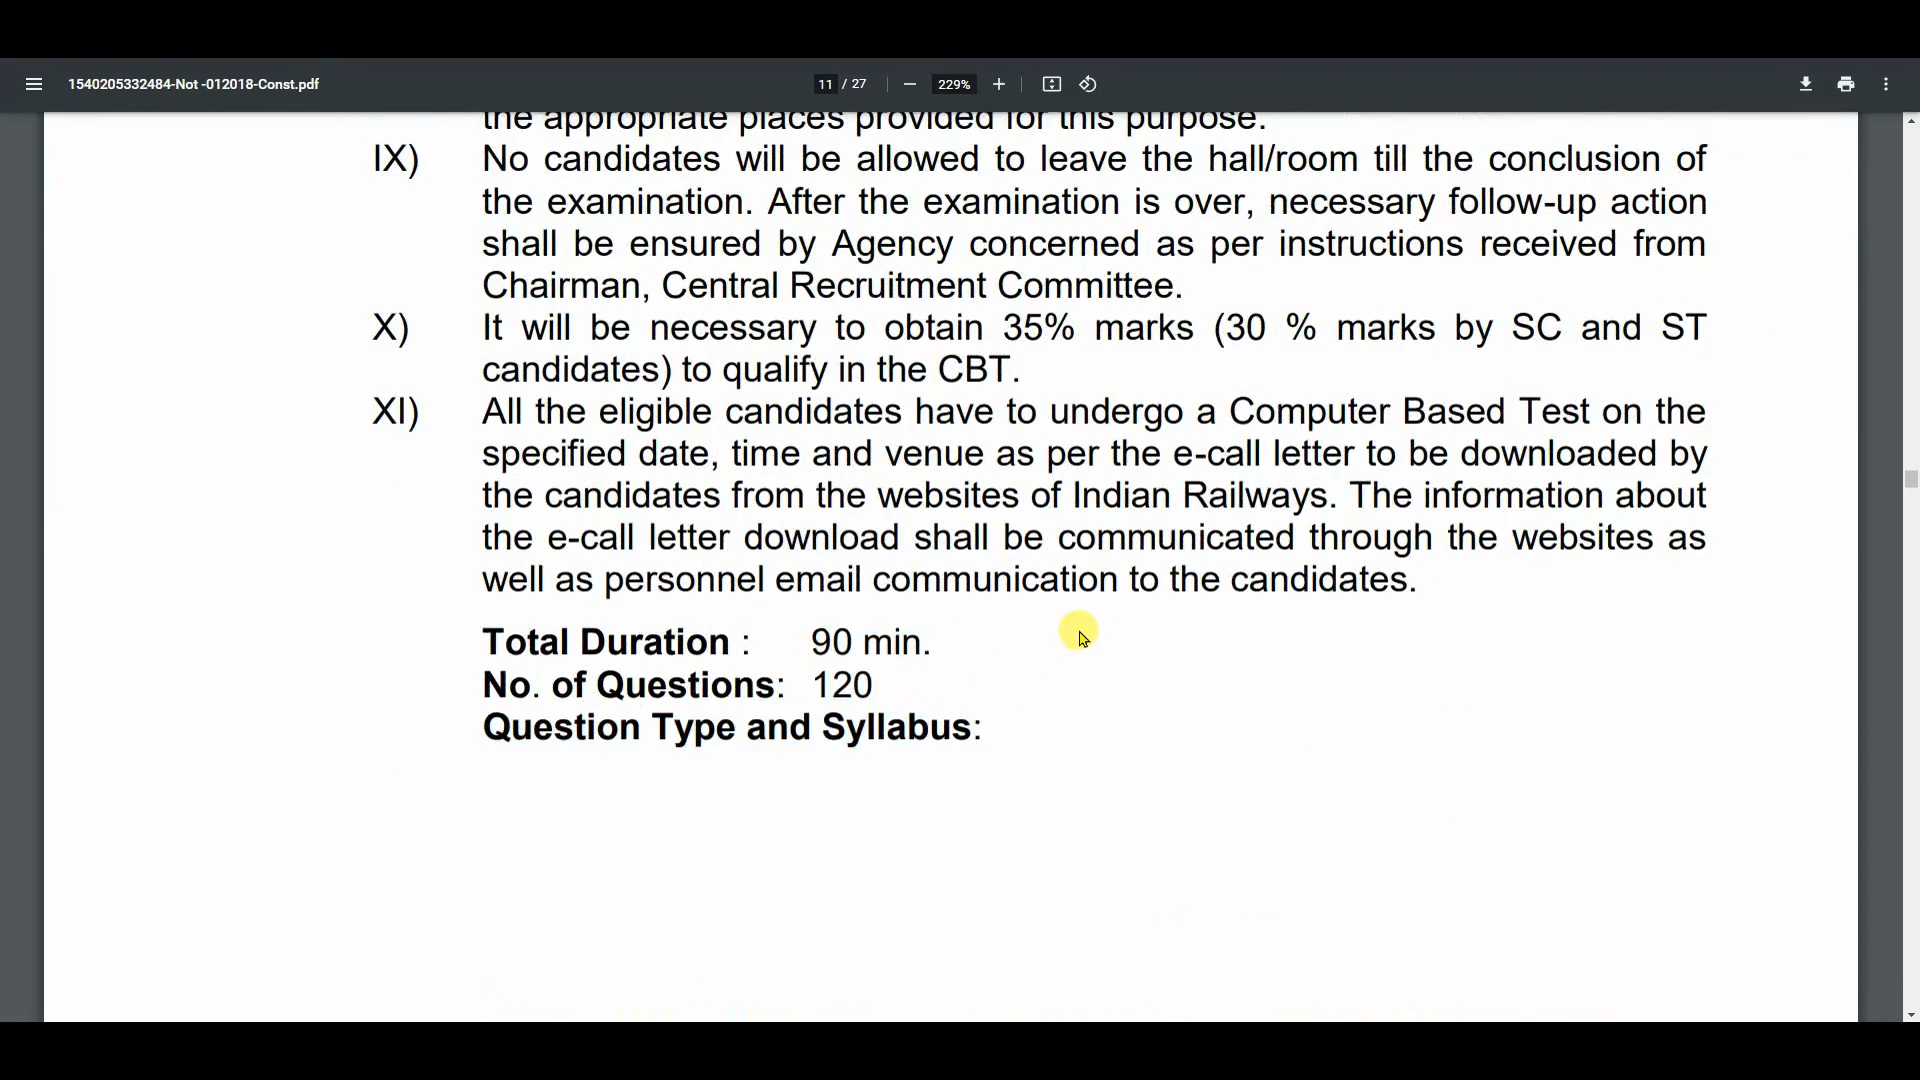 1540205332484-Not -012018-Const.pdf
11 / 27
229%
the appropriate places provided for this purpose.
IX) No candidates will be allowed to leave the hall/room till the conclusion of
the examination. After the examination is over, necessary follow-up action
shall be ensured by Agency concerned as per instructions received from
Chairman, Central Recruitment Committee.
X) It will be necessary to obtain 35% marks (30 % marks by SC and ST
candidates) to qualify in the CBT.
XI) All the eligible candidates have to undergo a Computer Based Test on the
specified date, time and venue as per the e-call letter to be downloaded by
the candidates from the websites of Indian Railways. The information about
the e-call letter download shall be communicated through the websites as
well as personnel email communication to the candidates.
Total Duration : 90 min.
No. of Questions: 120
Question Type and Syllabus: